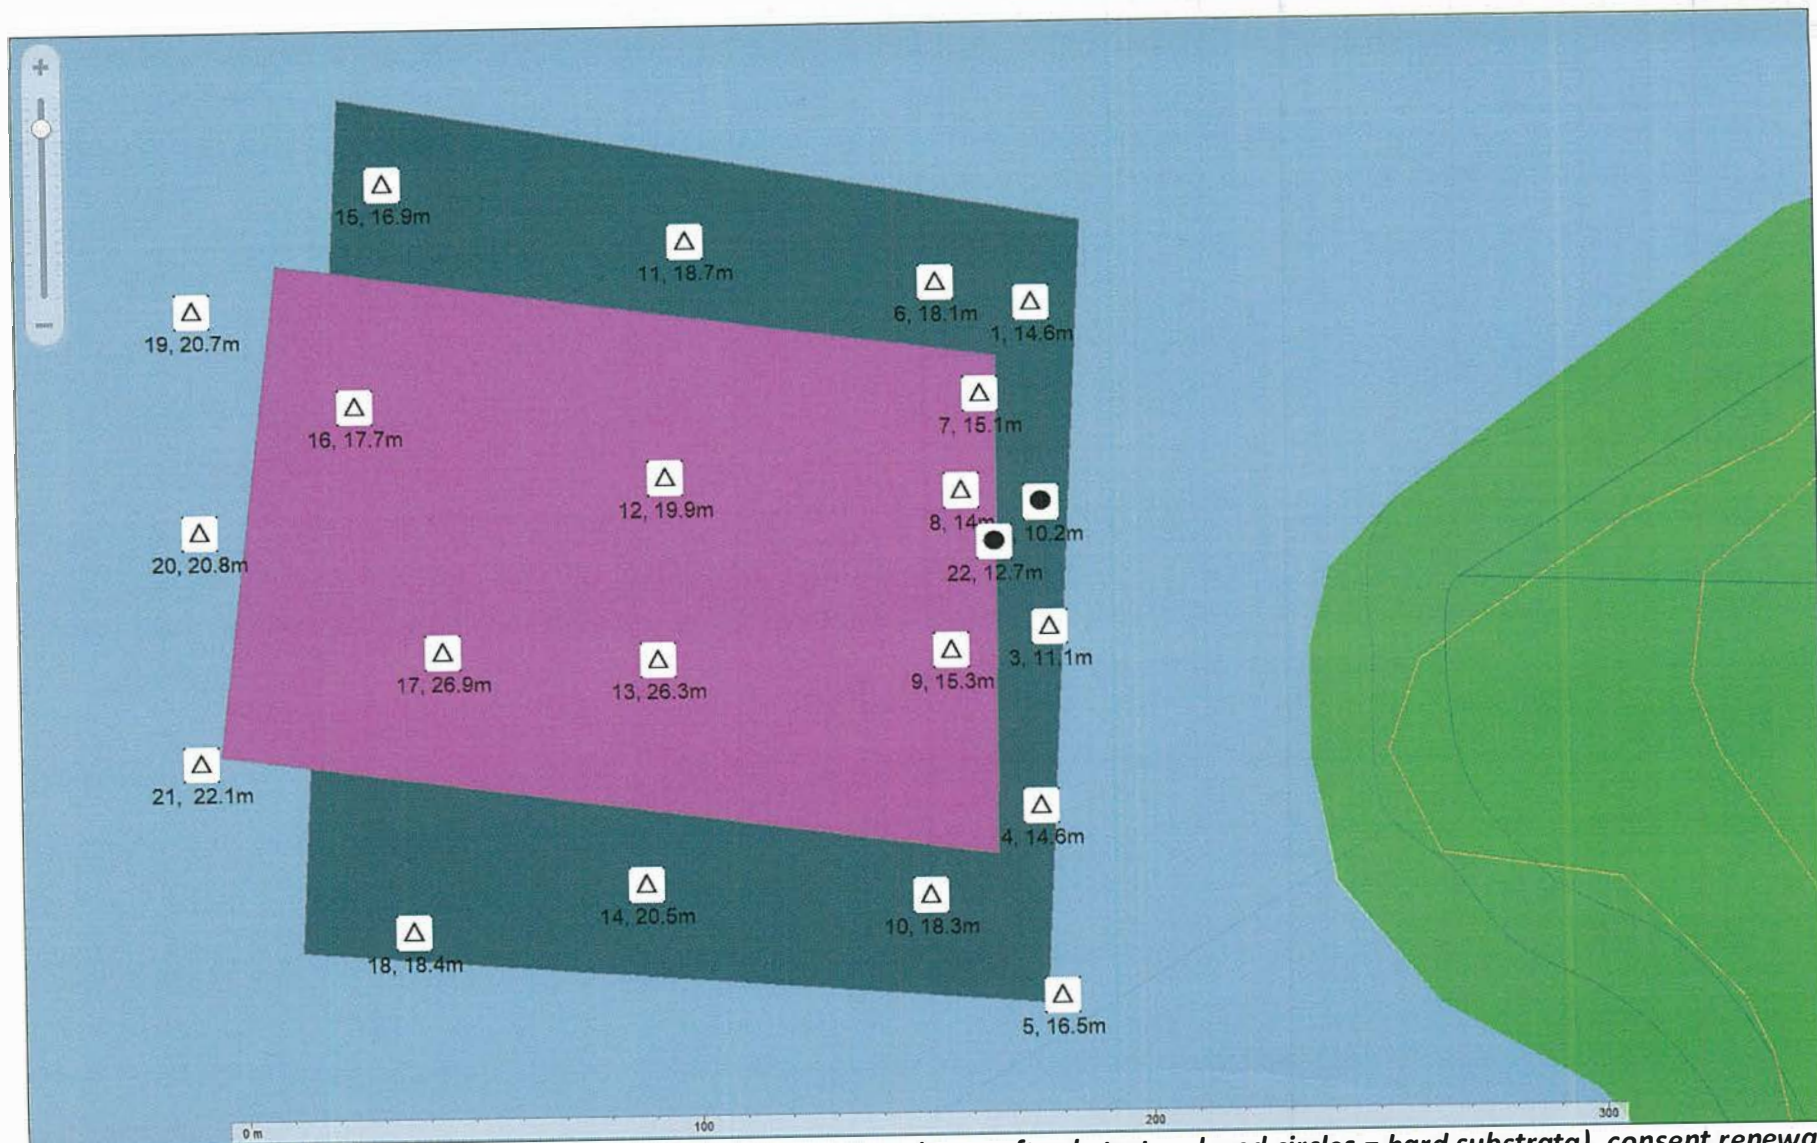 15, 16.9m
11, 18.7m
6, 18.1m
1, 14.6m
19, 20.7m
7, 15.1m
16, 17.7m
12, 19.9m
8, 14m
10.2m
20, 20.8m
22, 12.7m
3, 11.1m
17, 26.9m
13, 26.3m
9, 15.3m
21, 22.1m
4, 14.6m
14, 20.5m
10, 18.3m
18, 18.4m
5, 16.5m
0 m 100 200 300
circles = hard substrata), consent renewa